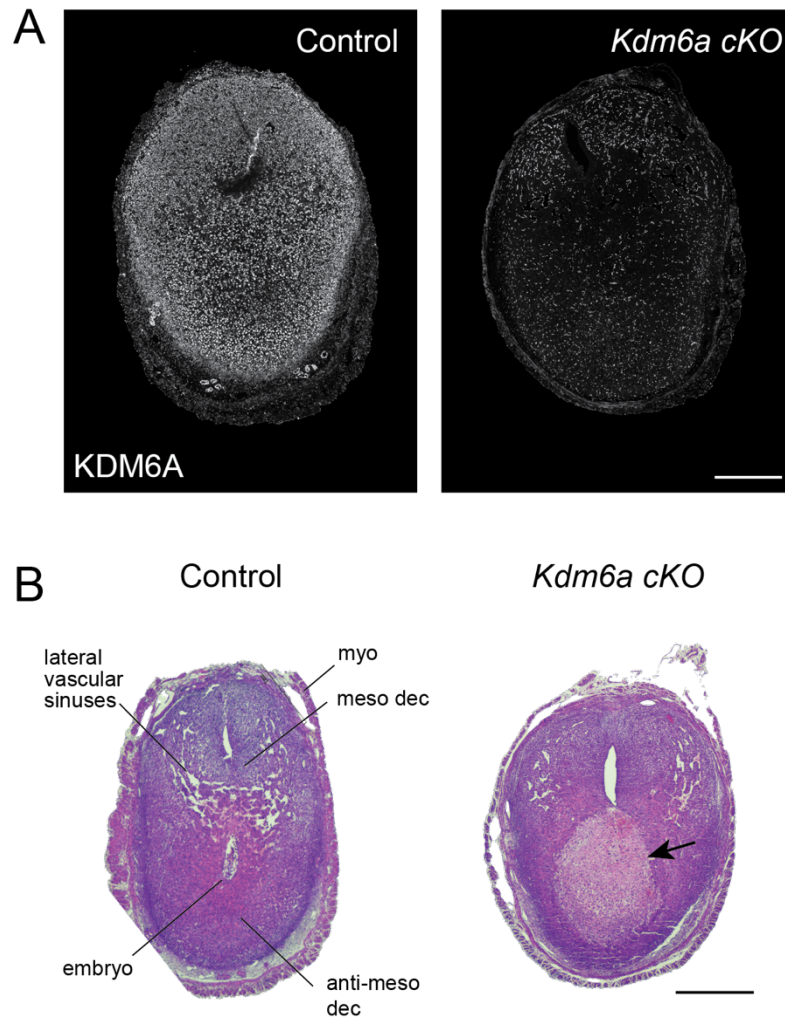 A
Control
Kdm6a cKO
KDM6A
B
Control
Kdm6a cKO
lateral
vascular
sinuses
myo
meso dec
embryo
anti-meso
dec